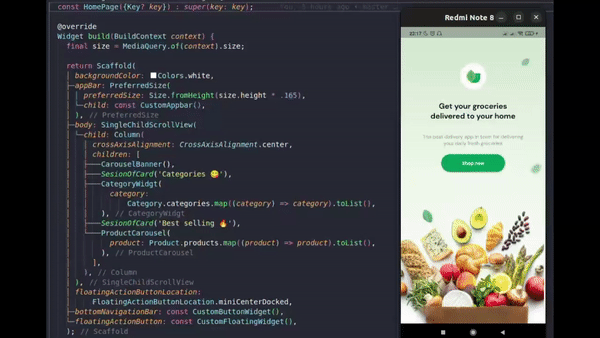 const HomePage({Key? key}) : super(key: key);
@override
Widget build(BuildContext context) {
final size = MediaQuery.of(context).size;
return Scaffold(
backgroundColor: Colors.white,
appBar: PreferredSize(
preferredSize: Size.fromHeight(size.height * .165),
child: const CustomAppbar(),
), // PreferredSize
body: SingleChildScrollView(
child: Column(
crossAxisAlignment: CrossAxisAlignment.center,
children: [
CarouselBanner(),
SesionOfCard('Categories 😋'),
CategoryWidgt(
category:
Category.categories.map((category) => category).toList(),
), // CategoryWidgt
SesionOfCard('Best selling 🔥'),
ProductCarousel(
product: Product.products.map((product) => product).toList(),
), // ProductCarousel
],
), // Column
), // SingleChildScrollView
floatingActionButtonLocation:
FloatingActionButtonLocation.miniCenterDocked,
bottomNavigationBar: const CustomButtonWidget(),
floatingActionButton: const CustomFloatingWidget(),
); // Scaffold
Redmi Note 8
22:17
Get your groceries
delivered to your home
The best delivery app in town for delivering
your daily fresh groceries
Shop now